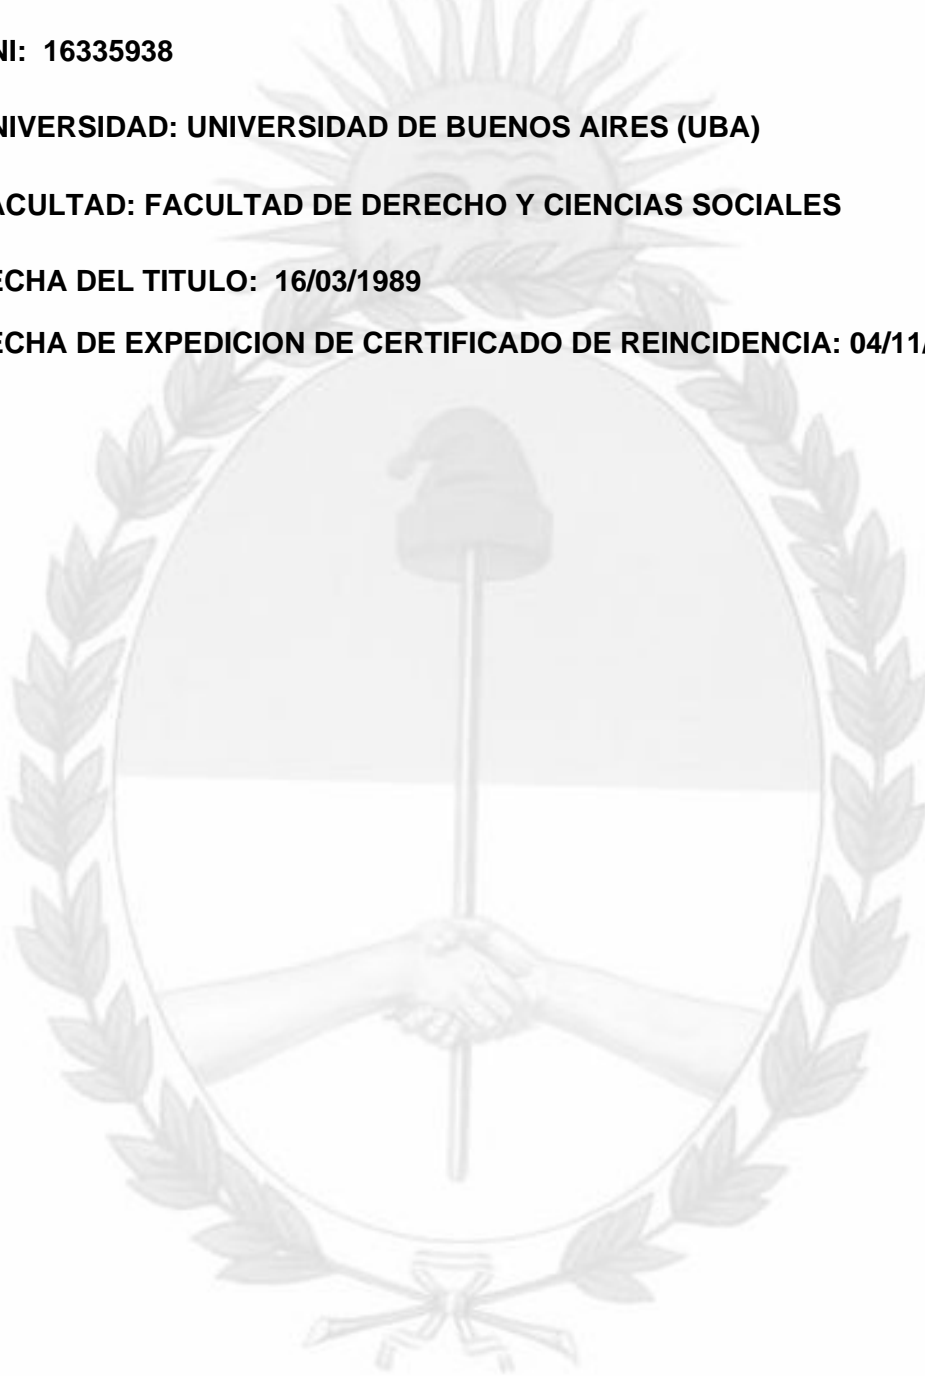 NI: 16335938
NIVERSIDAD: UNIVERSIDAD DE BUENOS AIRES (UBA)
ACULTAD: FACULTAD DE DERECHO Y CIENCIAS SOCIALES
ECHA DEL TITULO: 16/03/1989
ECHA DE EXPEDICION DE CERTIFICADO DE REINCIDENCIA: 04/11/